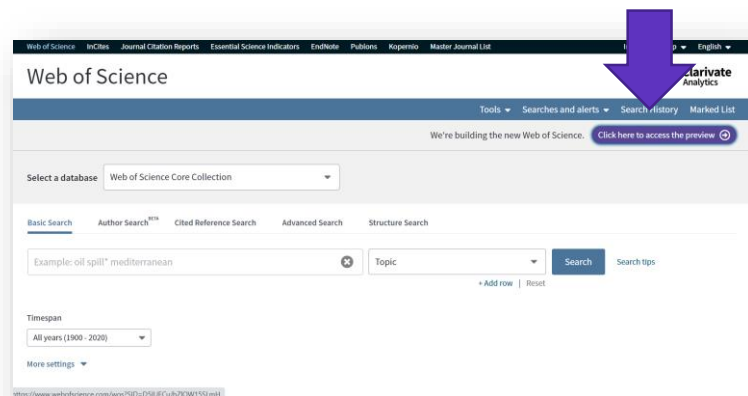 Web of Science InCites Journal Citation Reports Essential Science Indicators EndNote Publons Kopernio Master Journal List English
Web of Science
Clarivate
Analytics
Tools Searches and alerts Search History Marked List
We're building the new Web of Science. Click here to access the preview
Select a database Web of Science Core Collection
Basic Search Author Search BETA Cited Reference Search Advanced Search Structure Search
Example: oil spill* mediterranean Topic Search Search tips
+ Add row | Reset
Timespan
All years (1900 - 2020)
More settings